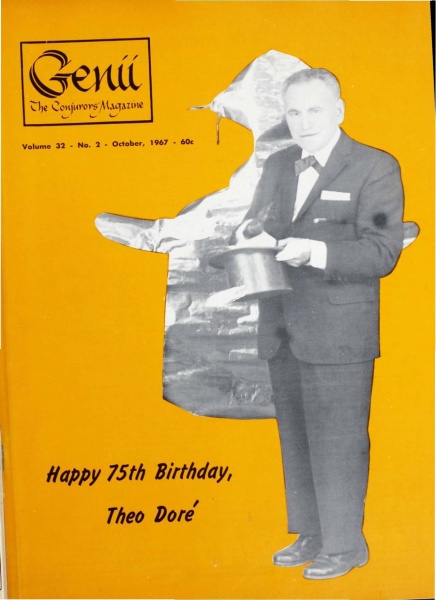 Genii
The Conjurors Magazine
Volume 32 - No. 2 - October, 1967 - 60c
Happy 75th Birthday,
Theo Doré